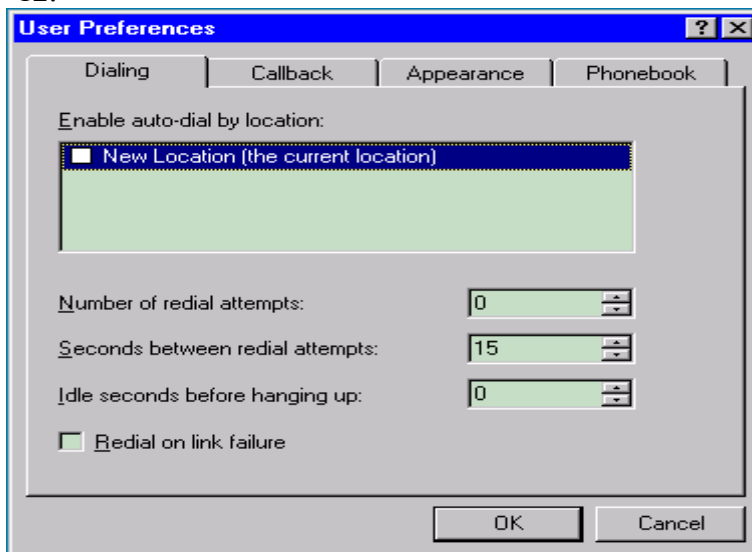 12.
User Preferences
Dialing Callback Appearance Phonebook
Enable auto-dial by location:
New Location (the current location)
Number of redial attempts: 0
Seconds between redial attempts: 15
Idle seconds before hanging up: 0
Redial on link failure
OK Cancel